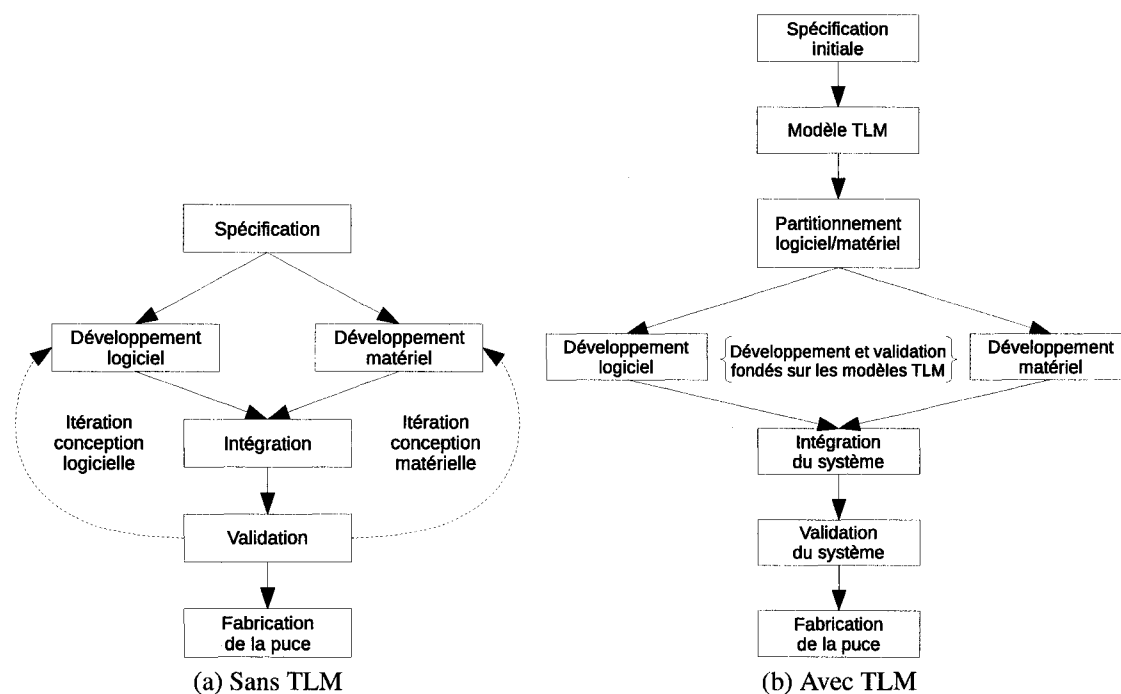 Spécification
Développement
logiciel
Développement
matériel
Itération
conception
logicielle
Intégration
Itération
conception
matérielle
Validation
Fabrication
de la puce
(a) Sans TLM
Spécification
initiale
Modèle TLM
Partitionnement
logiciel/matériel
Développement
logiciel
Développement et validation
fondés sur les modèles TLM
Développement
matériel
Intégration
du système
Validation
du système
Fabrication
de la puce
(b) Avec TLM